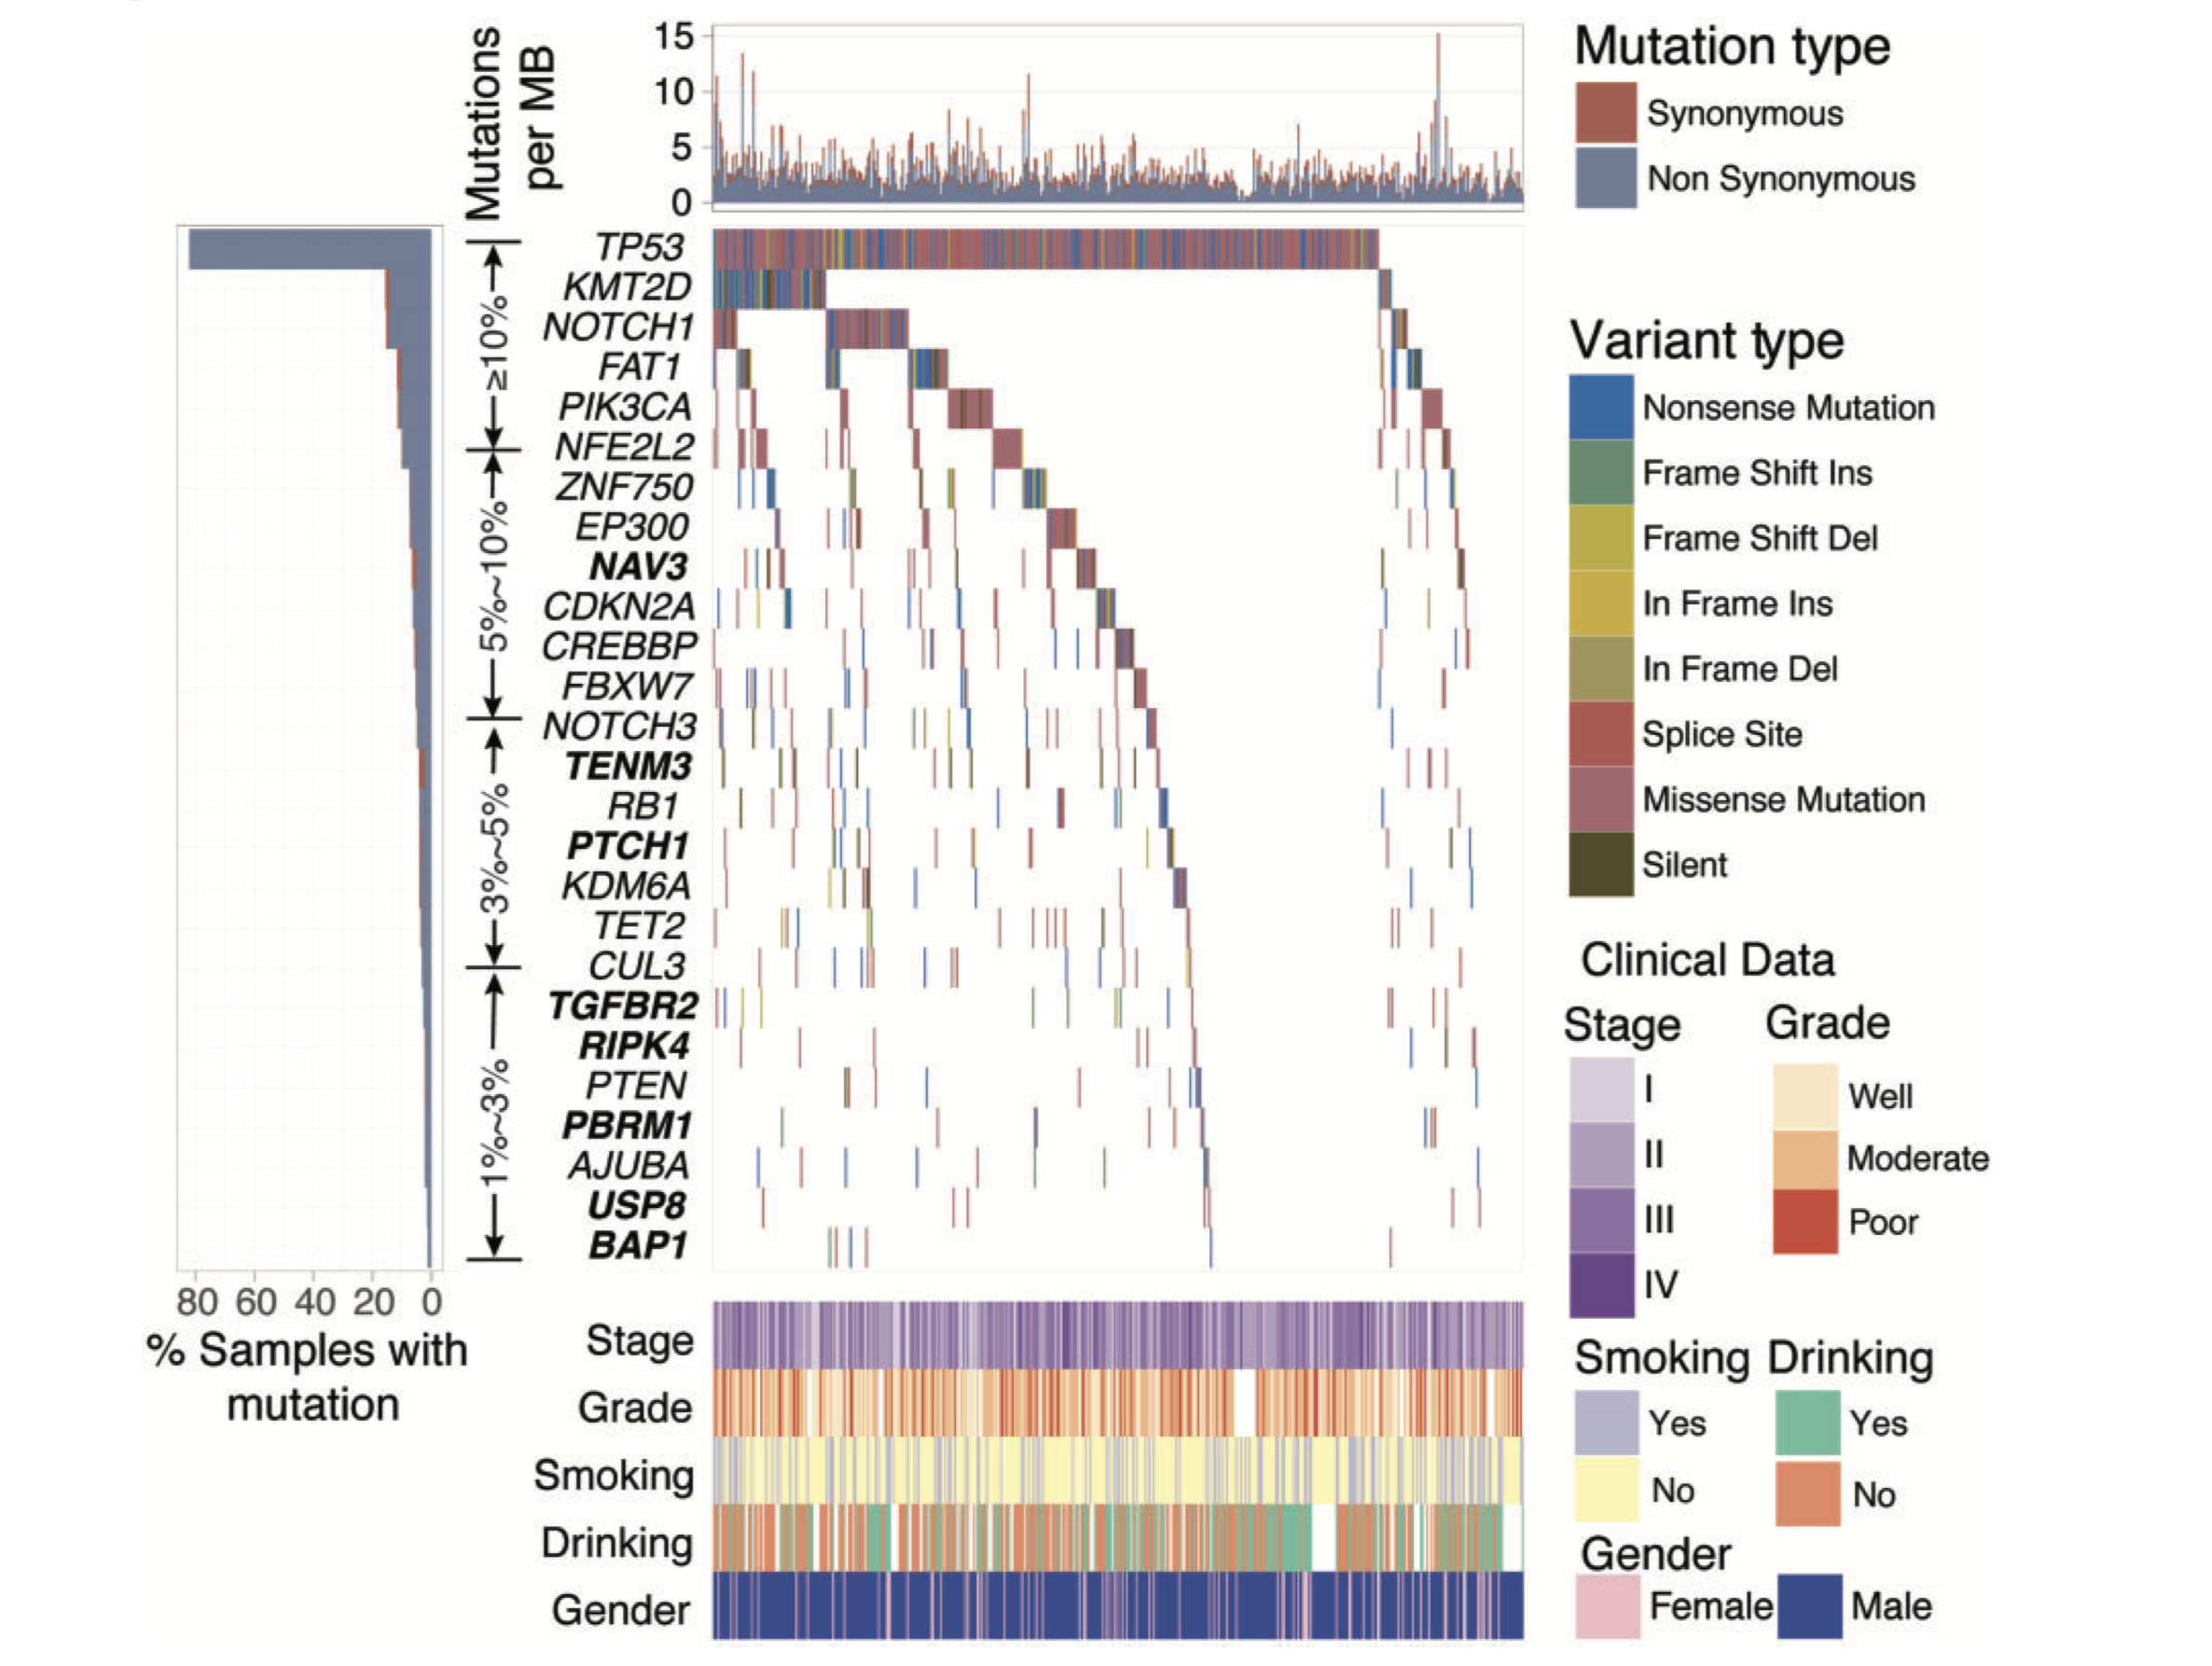 Mutations
per MB
15
10
5
0
Mutation type
Synonymous
Non Synonymous
TP53
KMT2D
NOTCH1
FAT1
PIK3CA
NFE2L2
ZNF750
EP300
NAV3
CDKN2A
CREBBP
FBXW7
NOTCH3
TENM3
RB1
PTCH1
KDM6A
TET2
CUL3
TGFBR2
RIPK4
PTEN
PBRM1
AJUBA
USP8
BAP1
≥10%
5%~10%
3%~5%
1%~3%
80 60 40 20 0
% Samples with
mutation
Stage
Grade
Smoking
Drinking
Gender
Variant type
Nonsense Mutation
Frame Shift Ins
Frame Shift Del
In Frame Ins
In Frame Del
Splice Site
Missense Mutation
Silent
Clinical Data
Stage
I
II
III
IV
Grade
Well
Moderate
Poor
Smoking
Yes
No
Drinking
Yes
No
Gender
Female
Male